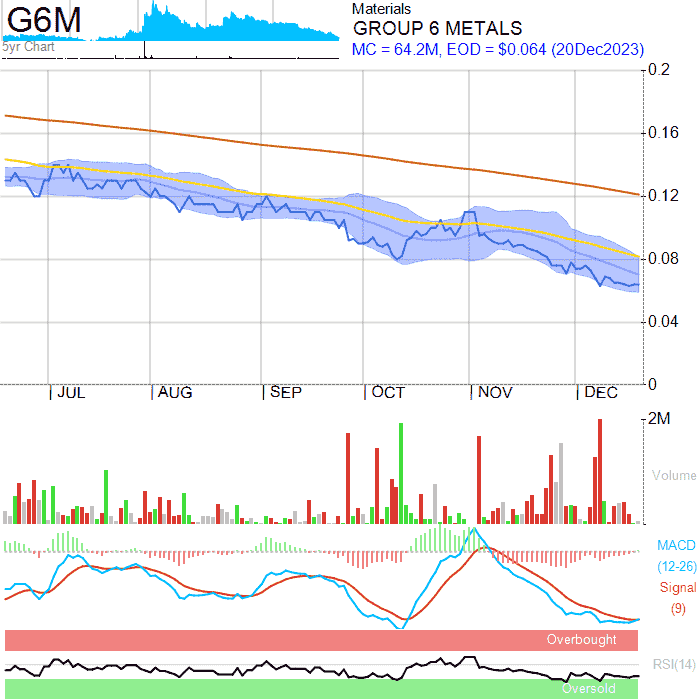 G6M
5yr Chart
Materials
GROUP 6 METALS
MC = 64.2M, EOD = $0.064 (20Dec2023)
0.2
0.16
0.12
0.08
0.04
0
JUL AUG SEP OCT NOV DEC
2M
Volume
MACD
(12-26)
Signal
(9)
Overbought
RSI(14)
Oversold